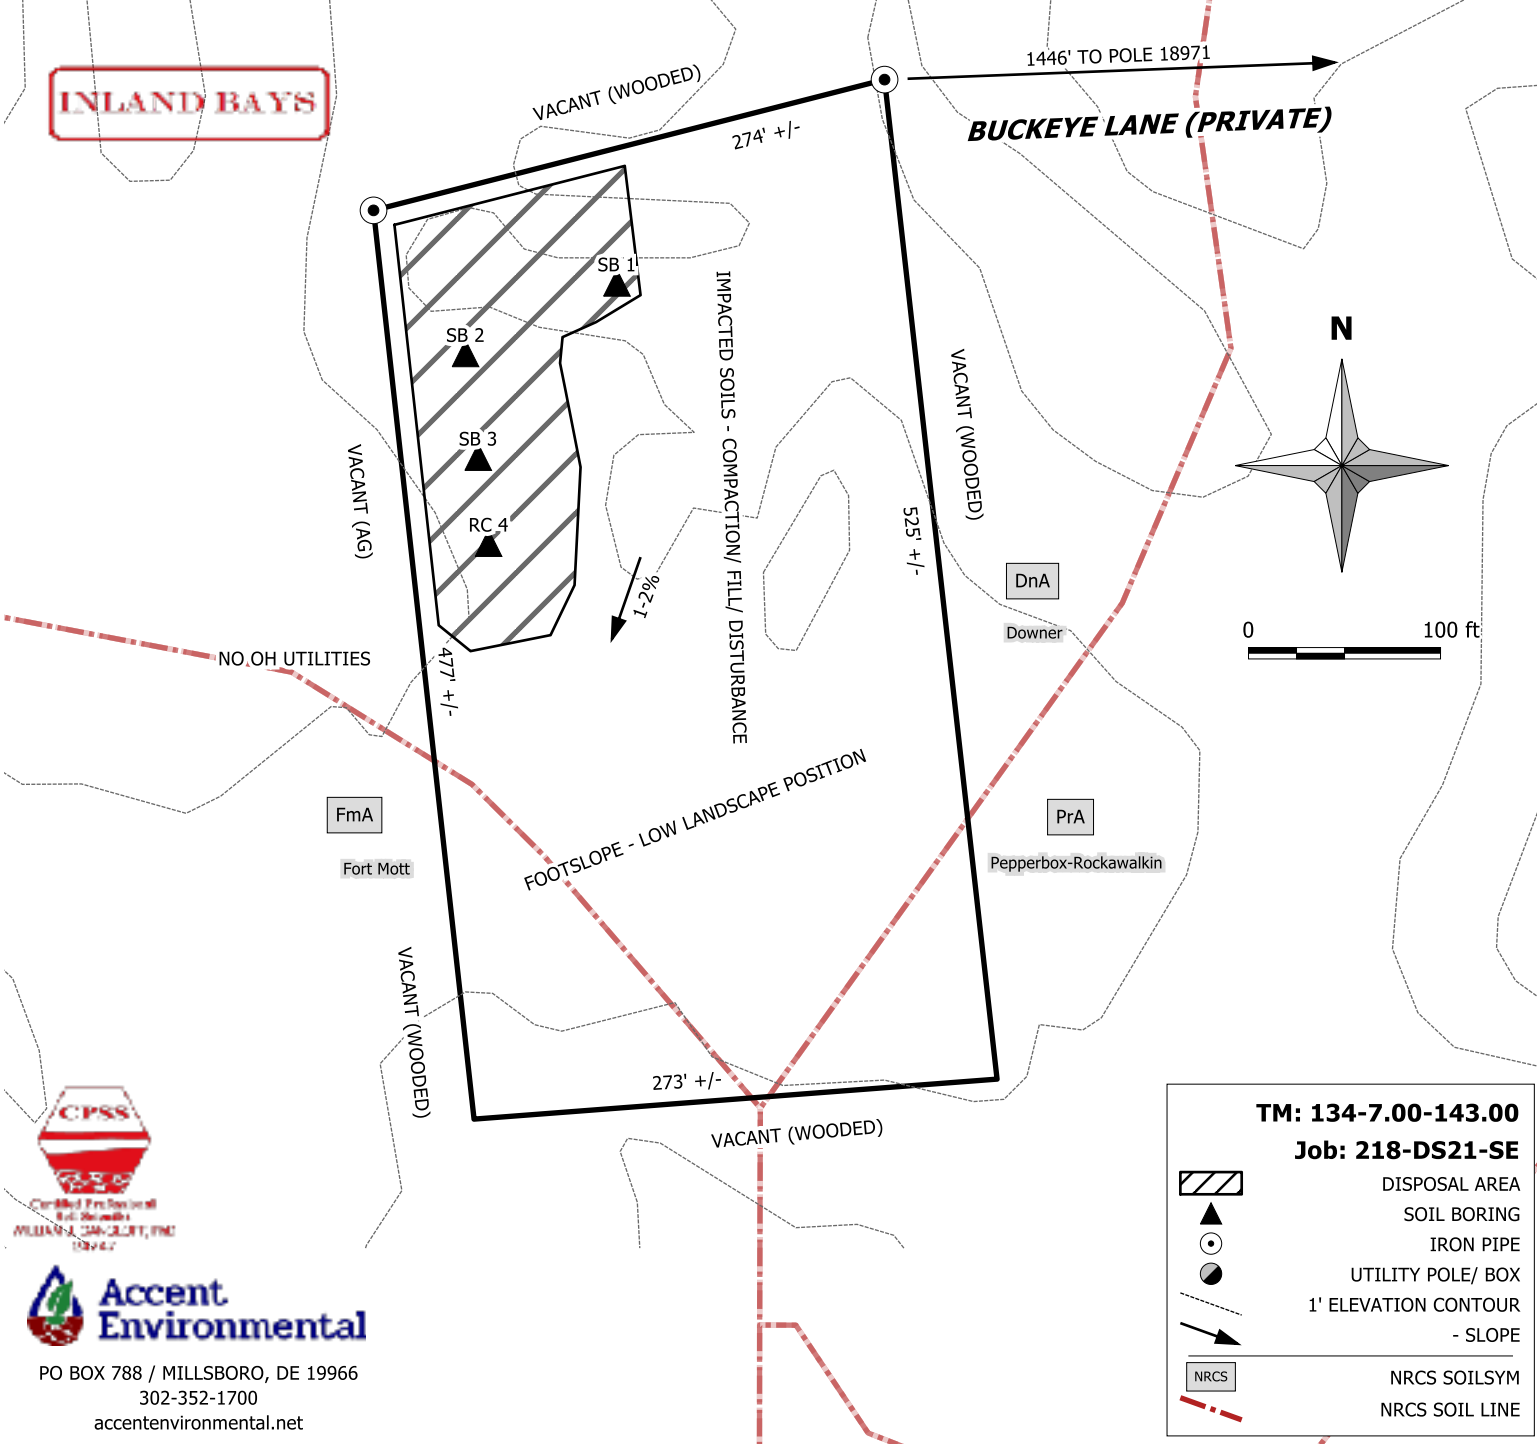 1446' TO POLE 18971
VACANT (WOODED)
INLAND BAYS
BUCKEYE LANE (PRIVATE)
274' +/-
SB 1
IMPACTED SOILS - COMPACTION/ FILL/ DISTURBANCE
N
SB 2
VACANT (WOODED)
SB 3
VACANT (AG)
RC 4
525' +/-
1-2%
DnA
Downer
0 100 ft
NO OH UTILITIES
477' +/-
FOOTSLOPE - LOW LANDSCAPE POSITION
FmA
Fort Mott
PrA
Pepperbox-Rockawalkin
VACANT (WOODED)
273' +/-
VACANT (WOODED)
CPSS
Certified Professional
Soil Scientist
TM: 134-7.00-143.00
Job: 218-DS21-SE
DISPOSAL AREA
SOIL BORING
IRON PIPE
UTILITY POLE/ BOX
1' ELEVATION CONTOUR
- SLOPE
NRCS NRCS SOILSYM
NRCS SOIL LINE
Accent
Environmental
PO BOX 788 / MILLSBORO, DE 19966
302-352-1700
accentenvironmental.net